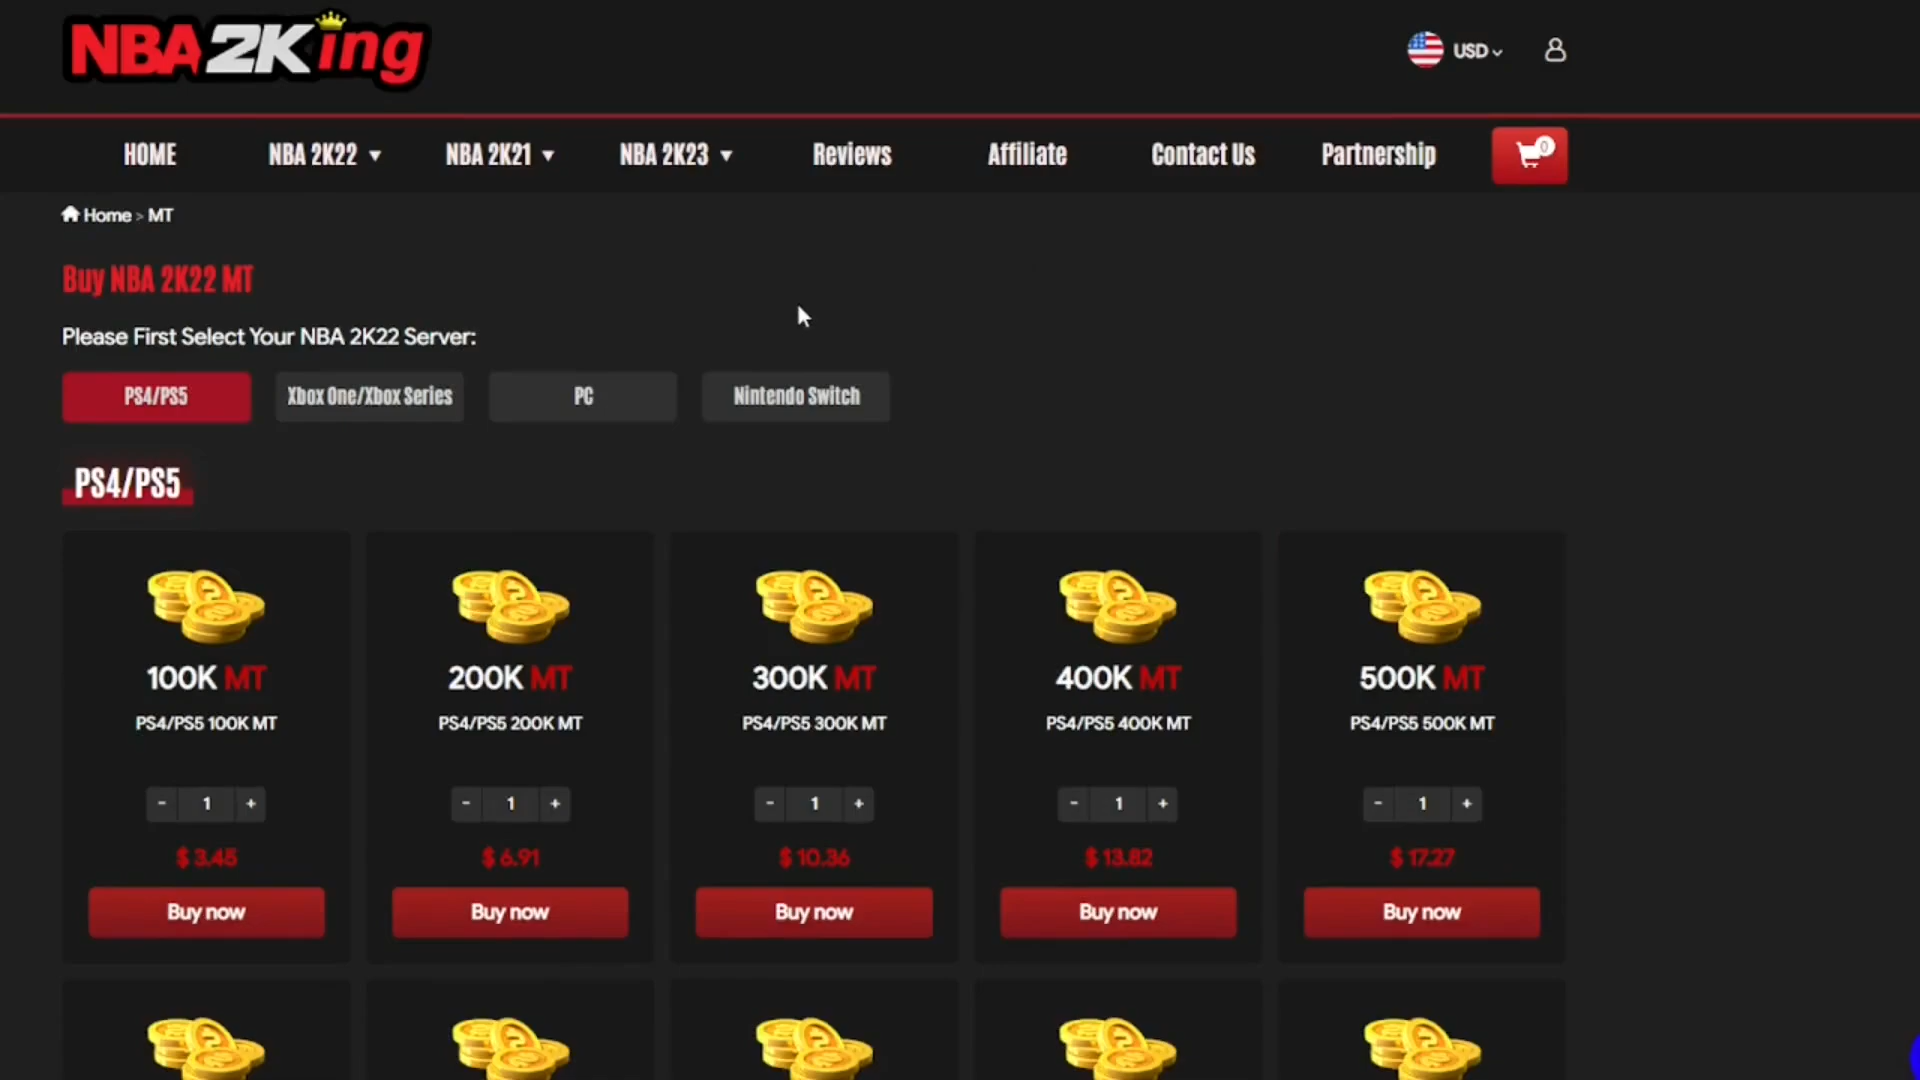 NBA2King
USD
HOME NBA 2K22 NBA 2K21 NBA 2K23 Reviews Affiliate Contact Us Partnership 0
Home > MT
Buy NBA 2K22 MT
Please First Select Your NBA 2K22 Server:
PS4/PS5 Xbox One/Xbox Series PC Nintendo Switch
PS4/PS5
100K MT 200K MT 300K MT 400K MT 500K MT
PS4/PS5 100K MT PS4/PS5 200K MT PS4/PS5 300K MT PS4/PS5 400K MT PS4/PS5 500K MT
- 1 + - 1 + - 1 + - 1 + - 1 +
$ 3.45 $ 6.91 $ 10.36 $ 13.82 $ 17.27
Buy now Buy now Buy now Buy now Buy now